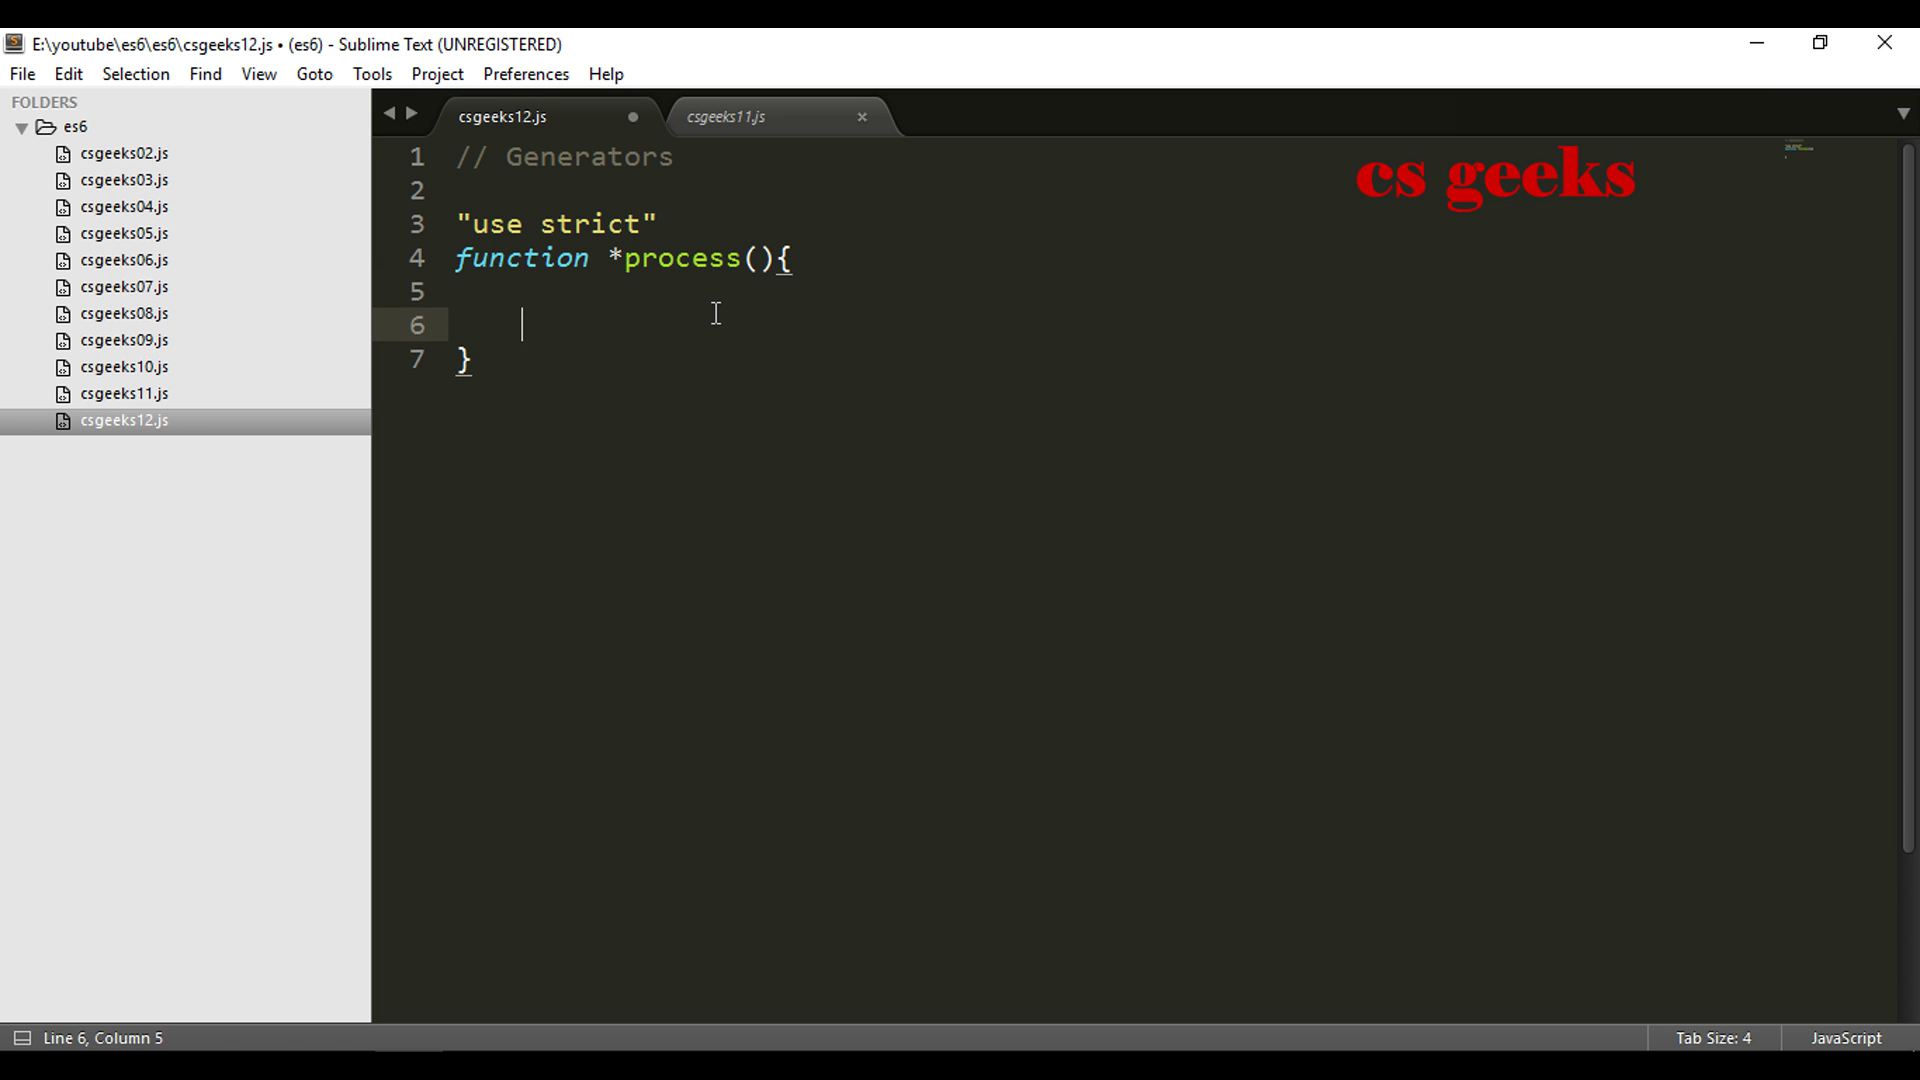 E:\youtube\es6\es6\csgeeks12.js • (es6) - Sublime Text (UNREGISTERED)
File Edit Selection Find View Goto Tools Project Preferences Help
FOLDERS
es6
csgeeks02.js
csgeeks03.js
csgeeks04.js
csgeeks05.js
csgeeks06.js
csgeeks07.js
csgeeks08.js
csgeeks09.js
csgeeks10.js
csgeeks11.js
csgeeks12.js
csgeeks12.js csgeeks11.js
cs geeks
1 // Generators
2
3 "use strict"
4 function *process(){
5
6
7 }
Line 6, Column 5 Tab Size: 4 JavaScript